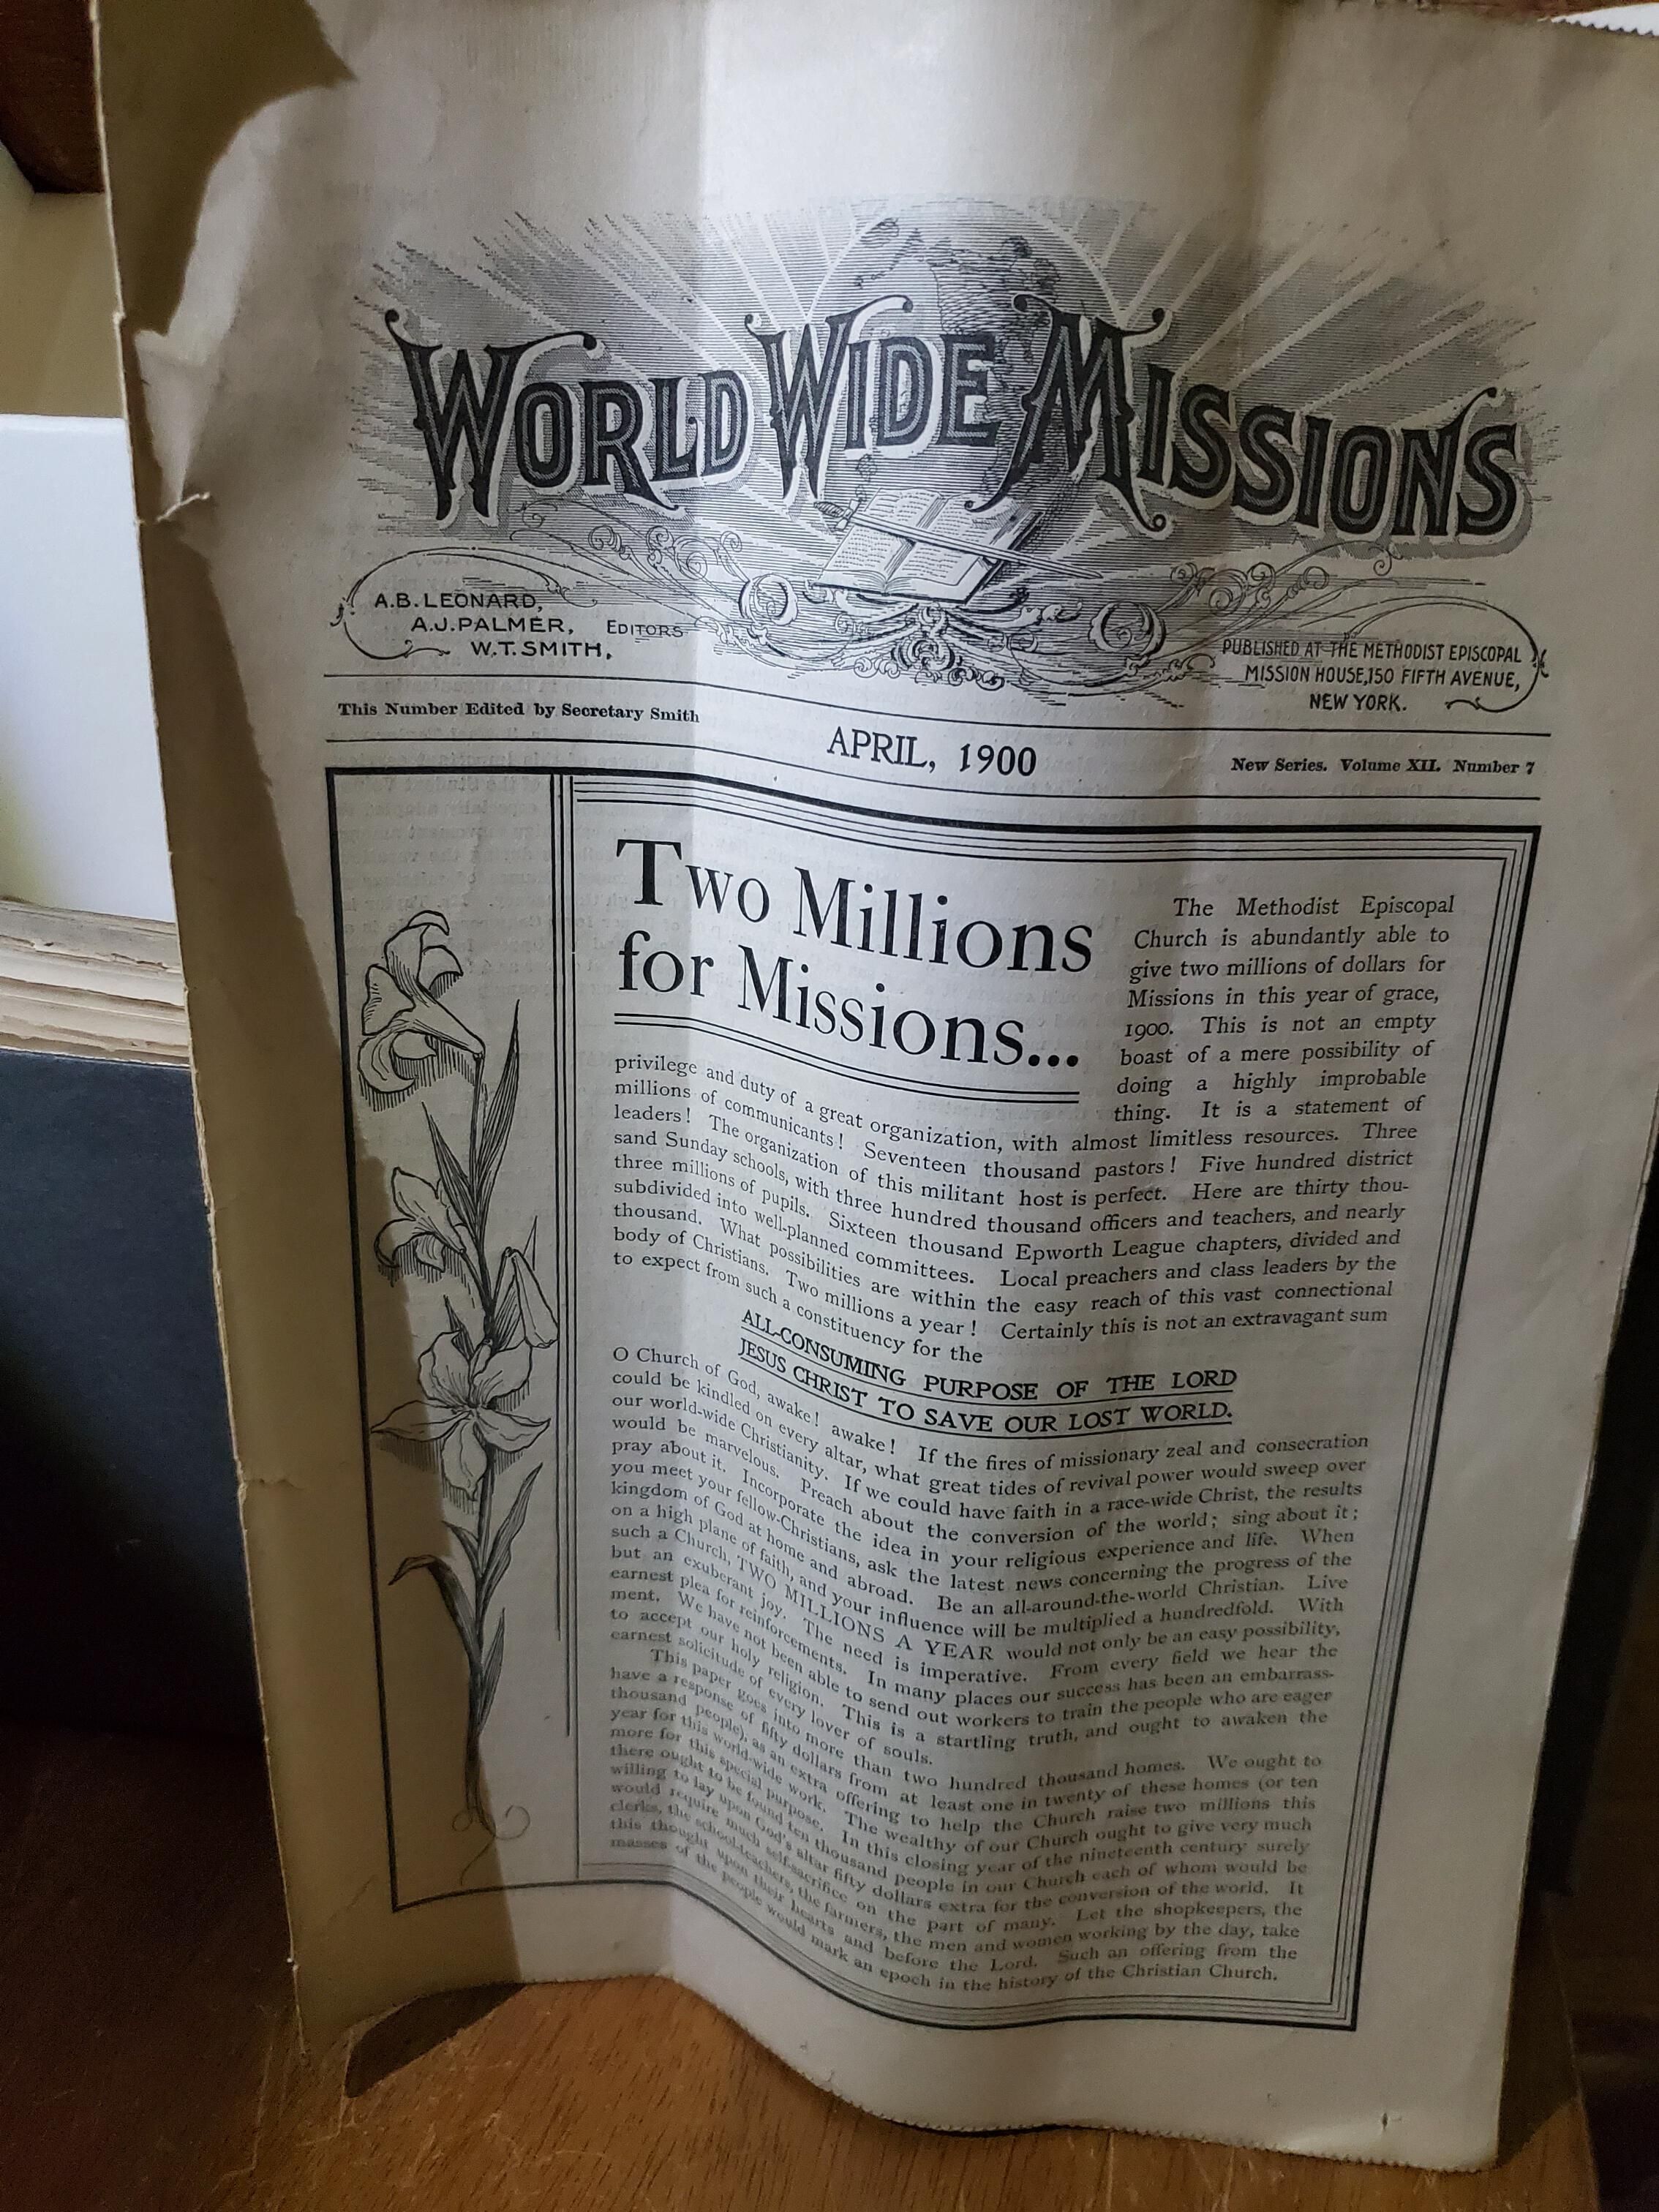 WORLD WIDE MISSIONS
A.B. LEONARD,
A.J. PALMER, EDITORS
W.T. SMITH,
PUBLISHED AT THE METHODIST EPISCOPAL
MISSION HOUSE, 150 FIFTH AVENUE,
NEW YORK.
This Number Edited by Secretary Smith
APRIL, 1900
New Series. Volume XII. Number 7
Two Millions
for Missions...
The Methodist Episcopal
Church is abundantly able to
give two millions of dollars for
Missions in this year of grace,
1900. This is not an empty
boast of a mere possibility of
doing a highly improbable
thing. It is a statement of
privilege and duty of a great organization, with almost limitless resources. Three
millions of communicants! Seventeen thousand pastors! Five hundred district
leaders! The organization of this militant host is perfect. Here are thirty thou-
sand Sunday schools, with three hundred thousand officers and teachers, and nearly
three millions of pupils. Sixteen thousand Epworth League chapters, divided and
subdivided into well-planned committees. Local preachers and class leaders by the
thousand. What possibilities are within the easy reach of this vast connectional
body of Christians. Two millions a year! Certainly this is not an extravagant sum
to expect from such a constituency for the
ALL-CONSUMING PURPOSE OF THE LORD
JESUS CHRIST TO SAVE OUR LOST WORLD.
O Church of God, awake! awake! If the fires of missionary zeal and consecration
could be kindled on every altar, what great tides of revival power would sweep over
our world-wide Christianity. If we could have faith in a race-wide Christ, the results
would be marvelous. Preach about the conversion of the world; sing about it;
pray about it. Incorporate the idea in your religious experience and life. When
you meet your fellow-Christians, ask the latest news concerning the progress of the
kingdom of God at home and abroad. Be an all-around-the-world Christian. Live
on a high plane of faith, and your influence will be multiplied a hundredfold. With
such a Church, TWO MILLIONS A YEAR would not only be an easy possibility,
but an exuberant joy. The need is imperative. From every field we hear the
earnest plea for reinforcements. In many places our success has been an embarrass-
ment. We have not been able to send out workers to train the people who are eager
to accept our holy religion. This is a startling truth, and ought to awaken the
earnest solicitude of every lover of souls.
This paper goes into more than two hundred thousand homes. We ought to
have a response of fifty dollars from at least one in twenty of these homes (or ten
thousand people), as an extra offering to help the Church raise two millions this
year for this world-wide work. The wealthy of our Church ought to give very much
more for this special purpose. In this closing year of the nineteenth century surely
there ought to be found ten thousand people in our Church each of whom would be
willing to lay upon God's altar fifty dollars extra for the conversion of the world. It
would require much self-sacrifice on the part of many. Let the shopkeepers, the
clerks, the school-teachers, the farmers, the men and women working by the day, take
this thought upon their hearts and before the Lord. Such an offering from the
masses of the people would mark an epoch in the history of the Christian Church.